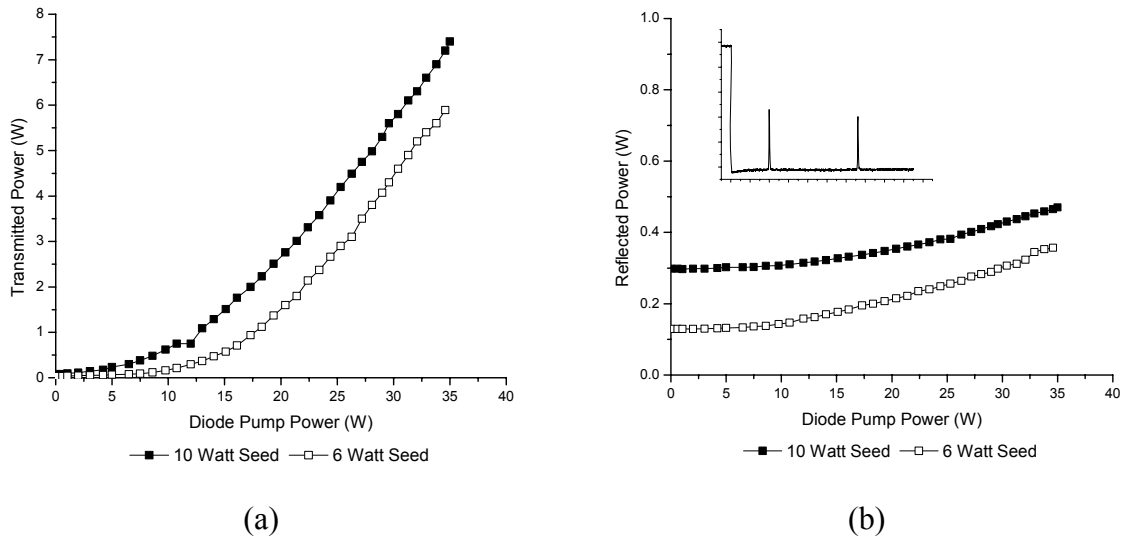 8
7
6
5
4
3
2
1
0
Transmitted Power (W)
0 5 10 15 20 25 30 35 40
Diode Pump Power (W)
10 Watt Seed 6 Watt Seed
(a)
1.0
0.8
0.6
0.4
0.2
0.0
Reflected Power (W)
0 5 10 15 20 25 30 35 40
Diode Pump Power (W)
10 Watt Seed 6 Watt Seed
(b)